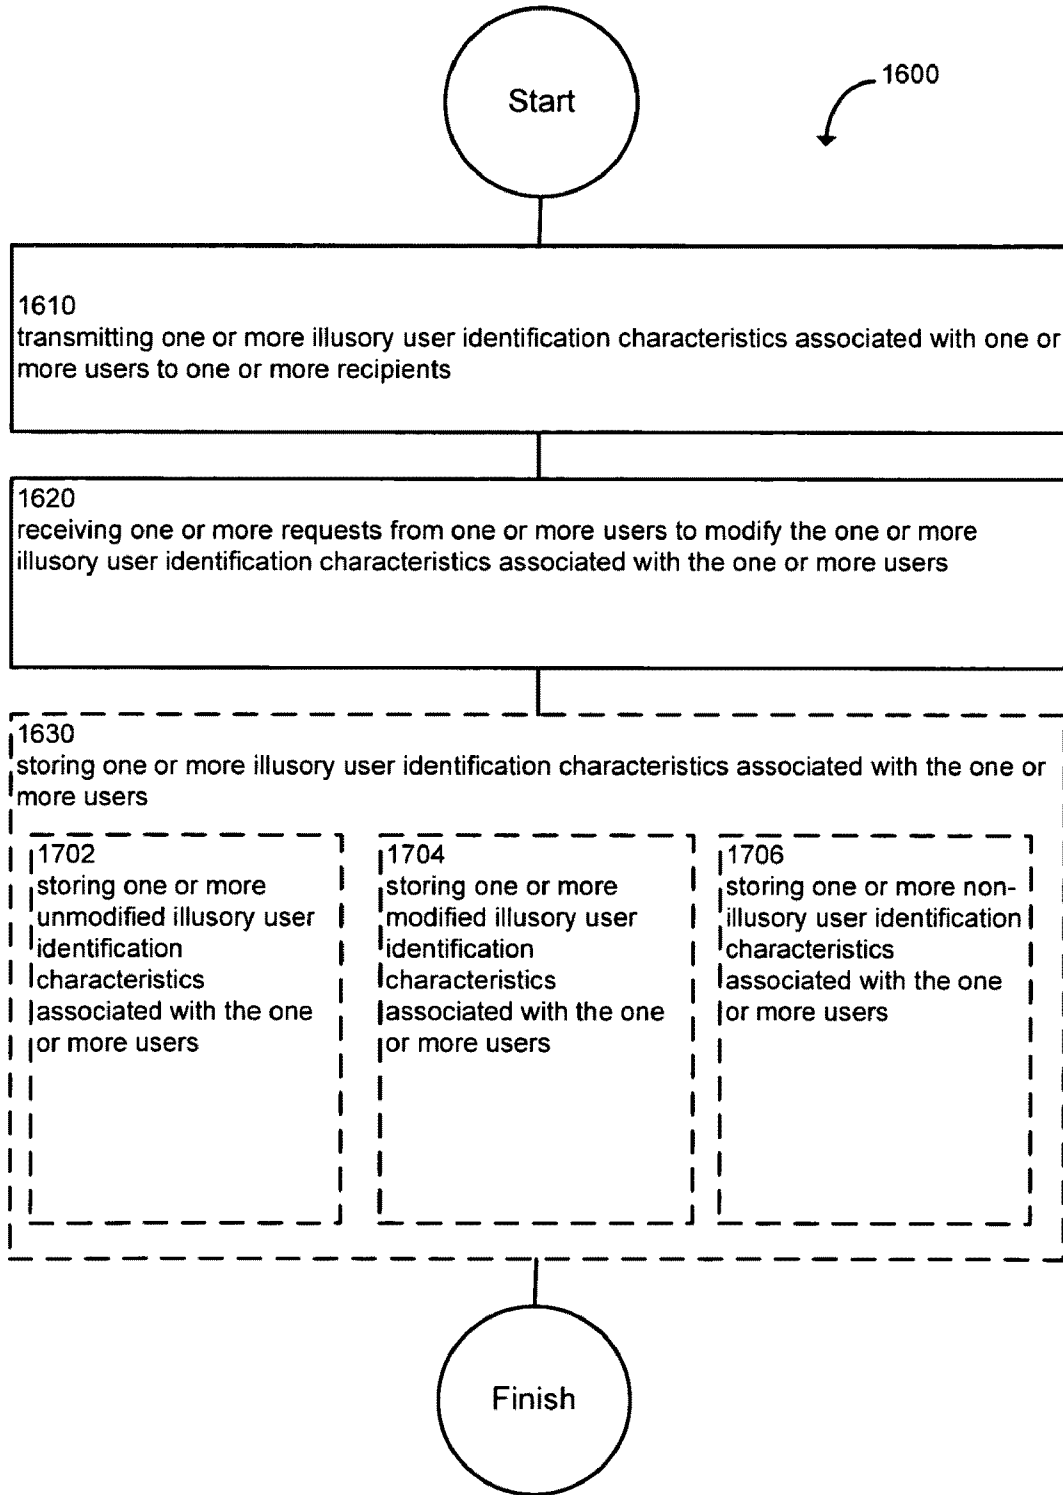 Start
1600
1610
transmitting one or more illusory user identification characteristics associated with one or
more users to one or more recipients
1620
receiving one or more requests from one or more users to modify the one or more
illusory user identification characteristics associated with the one or more users
1630
storing one or more illusory user identification characteristics associated with the one or
more users
1702
storing one or more
unmodified illusory user
identification
characteristics
associated with the one
or more users
1704
storing one or more
modified illusory user
identification
characteristics
associated with the one
or more users
1706
storing one or more non-
illusory user identification
characteristics
associated with the one
or more users
Finish